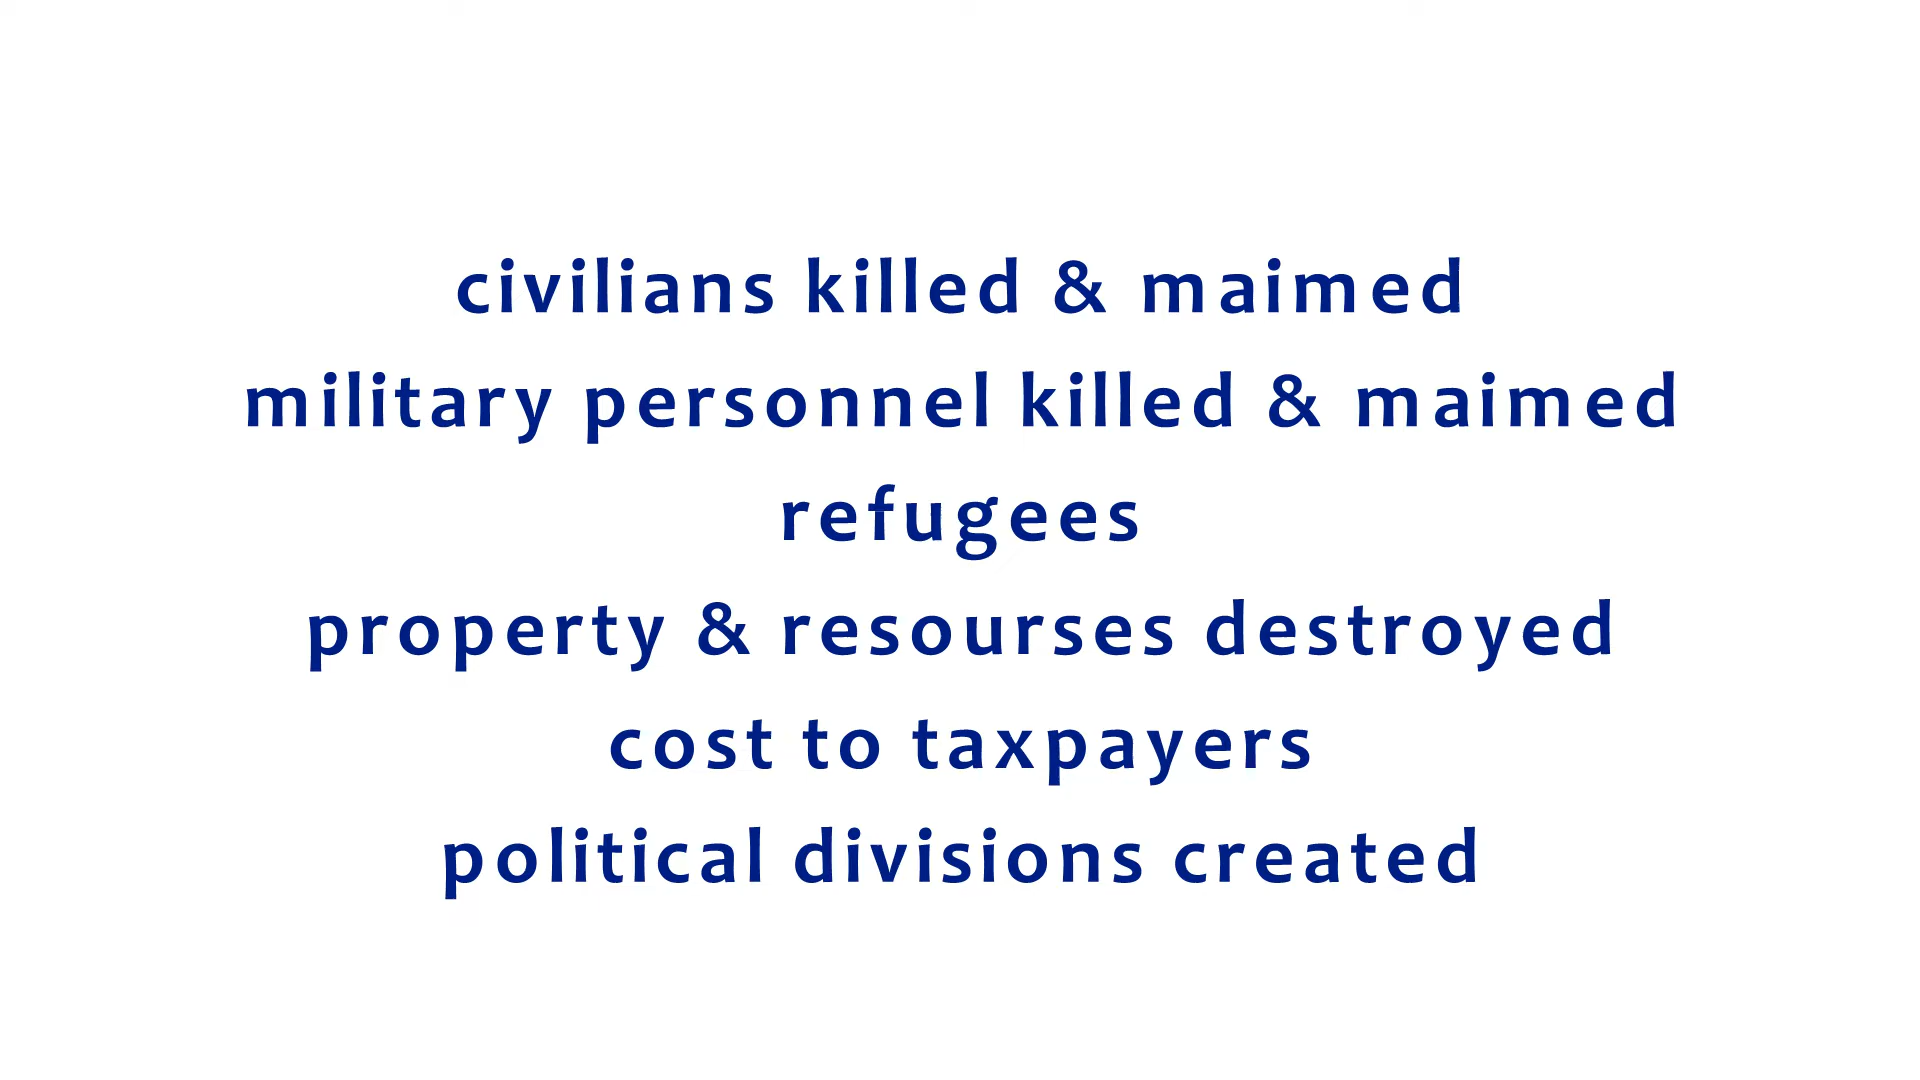 civilians killed & maimed
military personnel killed & maimed
refugees
property & resourses destroyed
cost to taxpayers
political divisions created